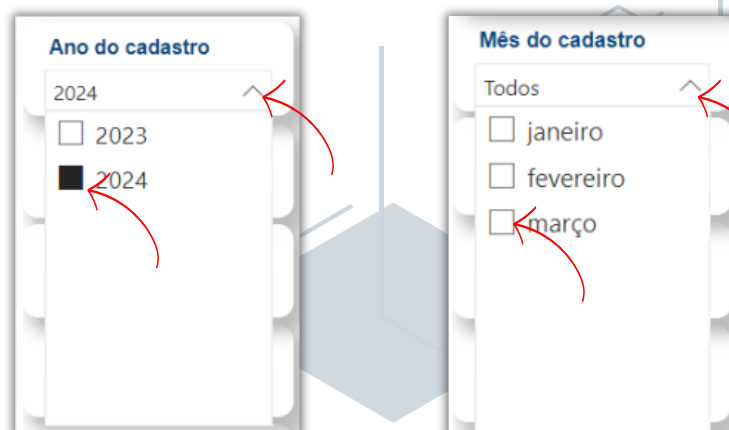 Ano do cadastro
2024
2023
2024
Mês do cadastro
Todos
janeiro
fevereiro
março